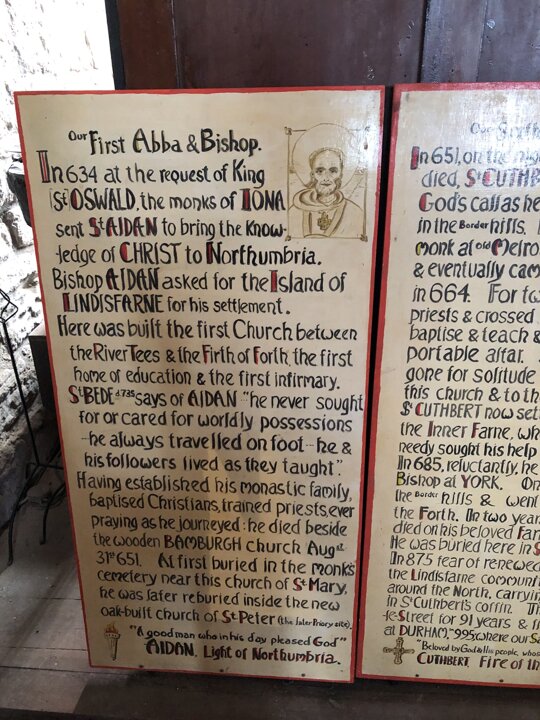 Our First Abba & Bishop.
In 634 at the request of King
(St) OSWALD, the monks of IONA
sent St AIDAN to bring the know-
ledge of CHRIST to Northumbria.
Bishop AIDAN asked for the Island of
LINDISFARNE for his settlement.
Here was built the first Church between
the River Tees & the Firth of Forth, the first
home of education & the first infirmary.
St BEDE d.735 says of AIDAN "he never sought
for or cared for worldly possessions
-he always travelled on foot-- he &
his followers lived as they taught."
Having established his monastic family,
baptised Christians, trained priests, ever
praying as he journeyed: he died beside
the wooden BAMBURGH church Aug st
31st 651. At first buried in the monks'
cemetery near this church of St Mary,
he was later reburied inside the new
oak-built church of St Peter (the later Priory site).
"A good man who in his day pleased God"
AIDAN, Light of Northumbria.
In 651, on the
died, St CUTHB
God's call as he
in the Border hills.
monk at old Melro
& eventually cam
in 664. For tw
priests & crossed
baptise & teach &
portable altar.
gone for solitude
this church & to th
St CUTHBERT now set
the Inner Farne, wh
needy sought his help
In 685, reluctantly, he
Bishop at YORK. On
the Border hills & went
the Forth. In two year
died on his beloved Far
He was buried here in S
In 875 fear of renewed
the Lindisfarne communi
around the North, carryin
in St Cuthbert's coffin. Th
le-Street for 91 years & th
at DURHAM "995, where our S
"Beloved by God & His people, whos
CUTHBERT Fire of th